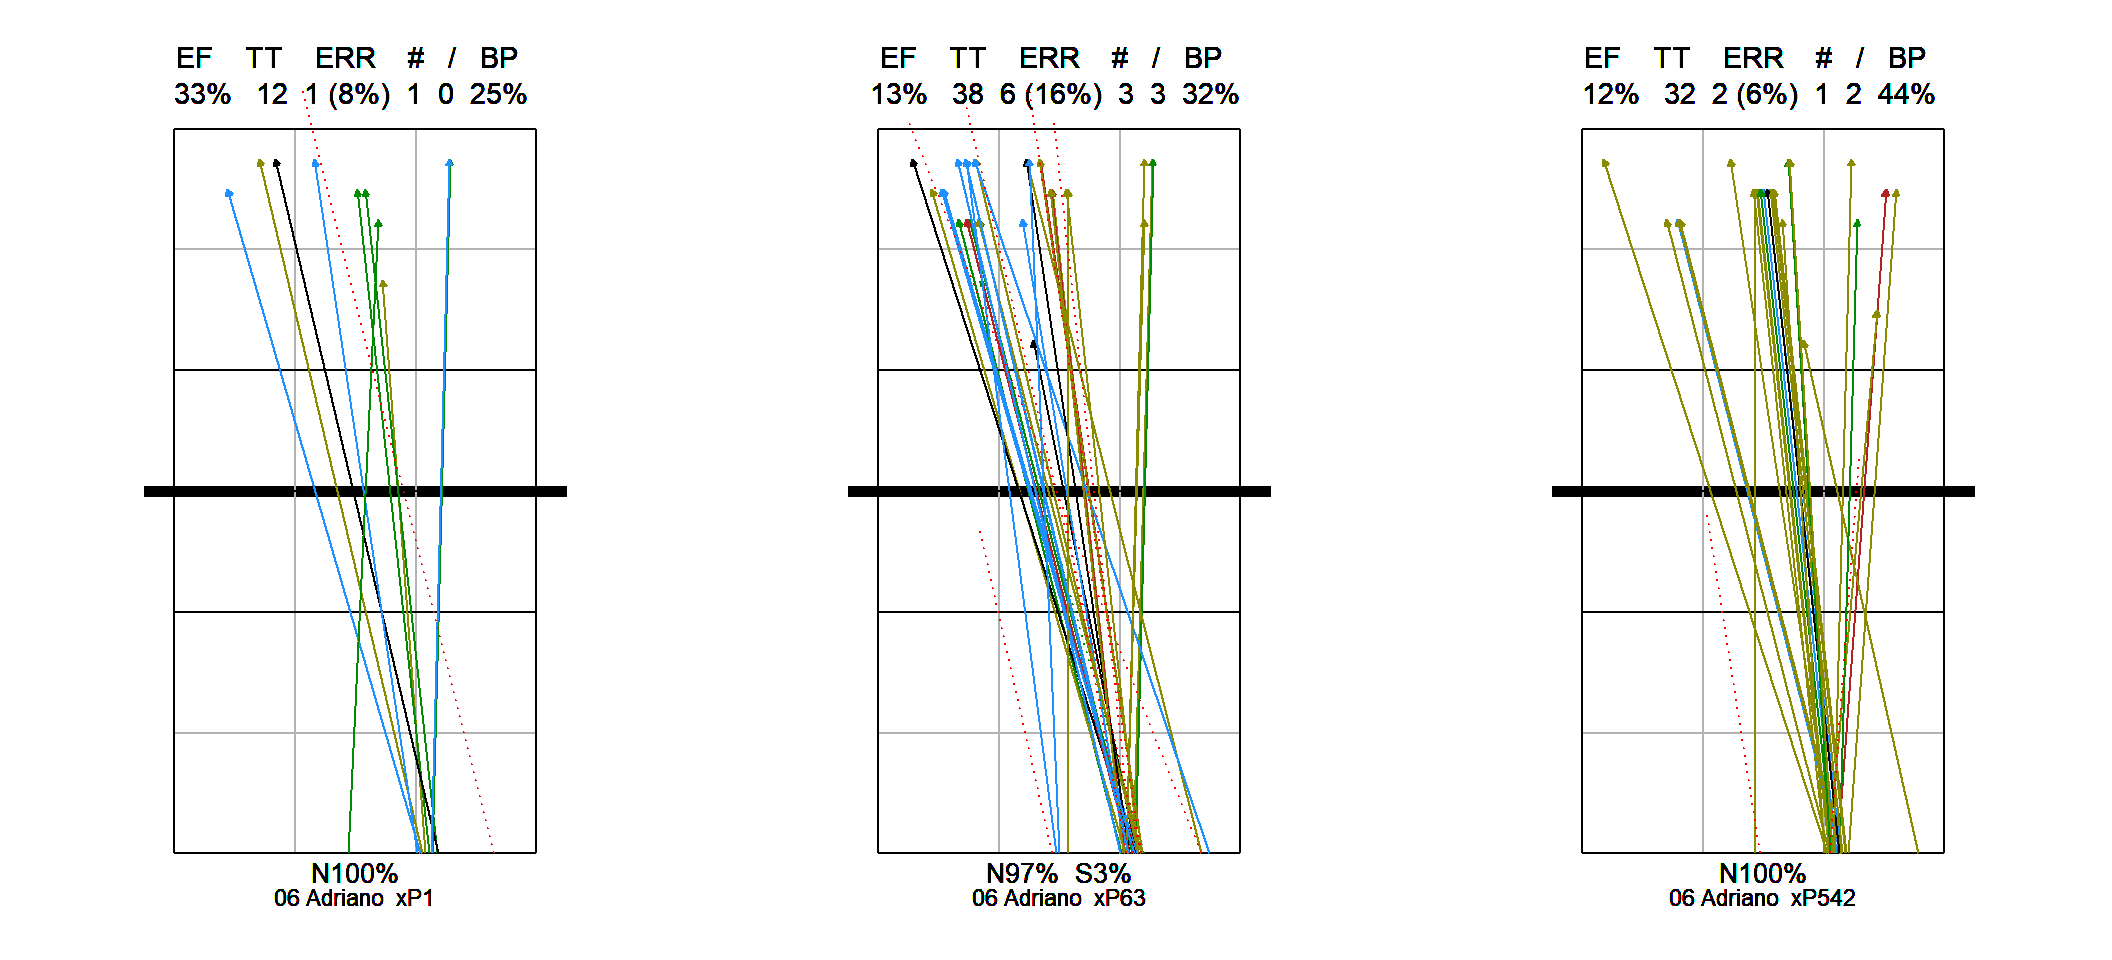 EF TT ERR # / BP
33% 12 1 (8%) 1 0 25%
N100%
06 Adriano xP1
EF TT ERR # / BP
13% 38 6 (16%) 3 3 32%
N97% S3%
06 Adriano xP63
EF TT ERR # / BP
12% 32 2 (6%) 1 2 44%
N100%
06 Adriano xP542